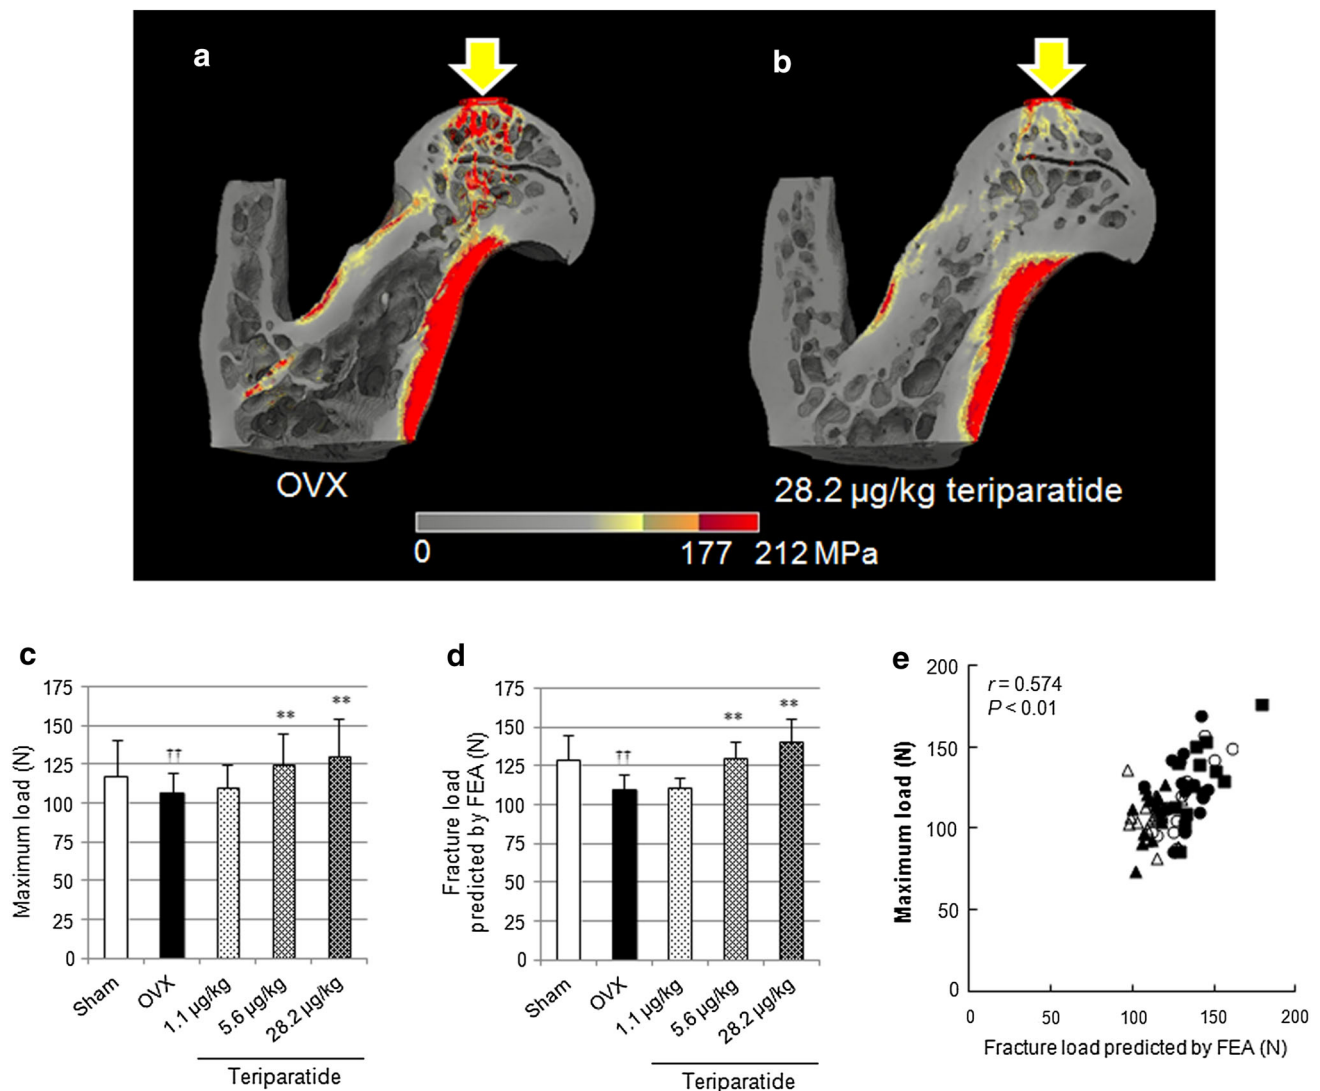 a
b
OVX
28.2 µg/kg teriparatide
0
177
212 MPa
c
175
150
125
100
75
50
25
0
Maximum load (N)
††
**
**
Sham
OVX
1.1 µg/kg
5.6 µg/kg
28.2 µg/kg
Teriparatide
d
175
150
125
100
75
50
25
0
Fracture load
predicted by FEA (N)
††
**
**
Sham
OVX
1.1 µg/kg
5.6 µg/kg
28.2 µg/kg
Teriparatide
e
r = 0.574
P < 0.01
200
150
100
50
0
Maximum load (N)
0
50
100
150
200
Fracture load predicted by FEA (N)